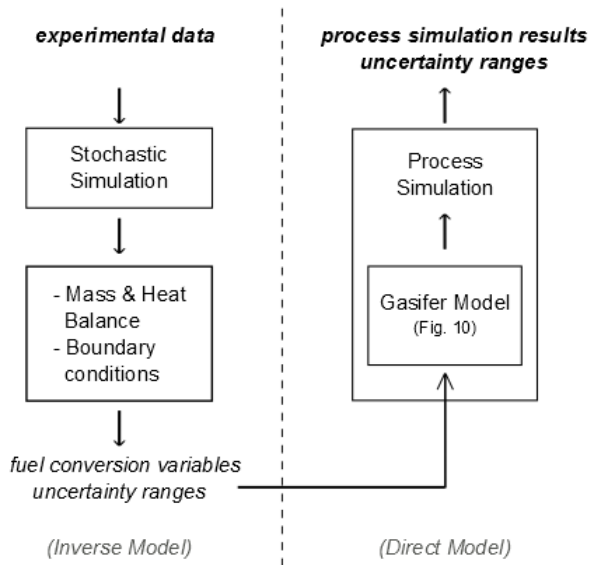 experimental data
Stochastic
Simulation
- Mass & Heat
Balance
- Boundary
conditions
fuel conversion variables
uncertainty ranges
(Inverse Model)
process simulation results
uncertainty ranges
Process
Simulation
Gasifer Model
(Fig. 10)
(Direct Model)